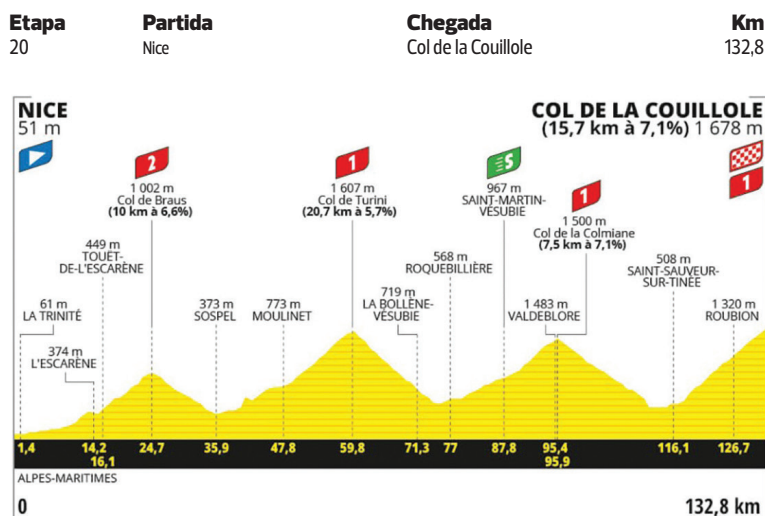 Etapa Partida Chegada Km
20 Nice Col de la Couillole 132,8
NICE
51 m
COL DE LA COUILLOLE
(15,7 km à 7,1%) 1 678 m
2
1 002 m
Col de Braus
(10 km à 6,6%)
1
1 607 m
Col de Turini
(20,7 km à 5,7%)
S
967 m
SAINT-MARTIN-
VÉSUBIE
1
1 500 m
Col de la Colmiane
(7,5 km à 7,1%)
1
449 m
TOUËT-
DE-L'ESCARÈNE
568 m
ROQUEBILLIÈRE
508 m
SAINT-SAUVEUR-
SUR-TINÉE
61 m
LA TRINITÉ
373 m
SOSPEL
773 m
MOULINET
719 m
LA BOLLÈNE-
VÉSUBIE
1 483 m
VALDEBLORE
1 320 m
ROUBION
374 m
L'ESCARÈNE
1,4 14,2 24,7 35,9 47,8 59,8 71,3 77 87,8 95,4 116,1 126,7
16,1 95,9
ALPES-MARITIMES
0 132,8 km